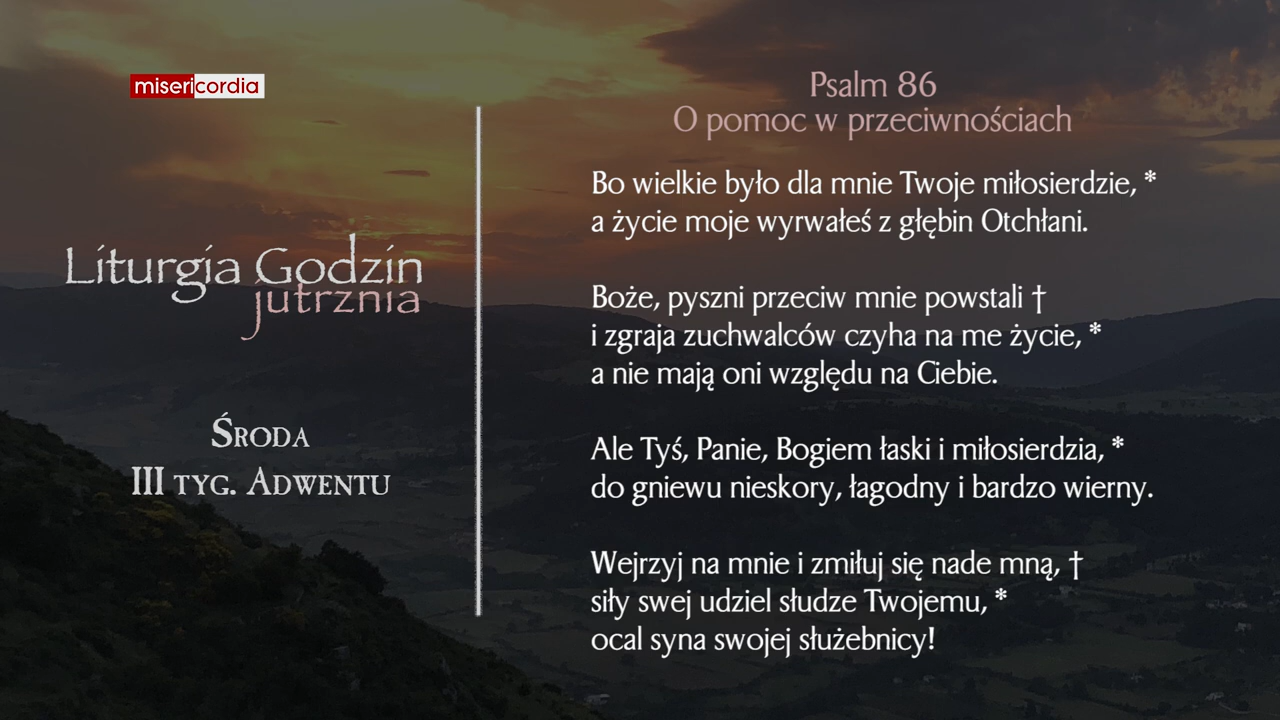 misericordia
Liturgia Godzin
jutrznia
Środa
III tyg. Adwentu
Psalm 86
O pomoc w przeciwnościach
Bo wielkie było dla mnie Twoje miłosierdzie, *
a życie moje wyrwałeś z głębin Otchłani.
Boże, pyszni przeciw mnie powstali †
i zgraja zuchwalców czyha na me życie, *
a nie mają oni względu na Ciebie.
Ale Tyś, Panie, Bogiem łaski i miłosierdzia, *
do gniewu nieskory, łagodny i bardzo wierny.
Wejrzyj na mnie i zmiłuj się nade mną, †
siły swej udziel słudze Twojemu, *
ocal syna swojej służebnicy!